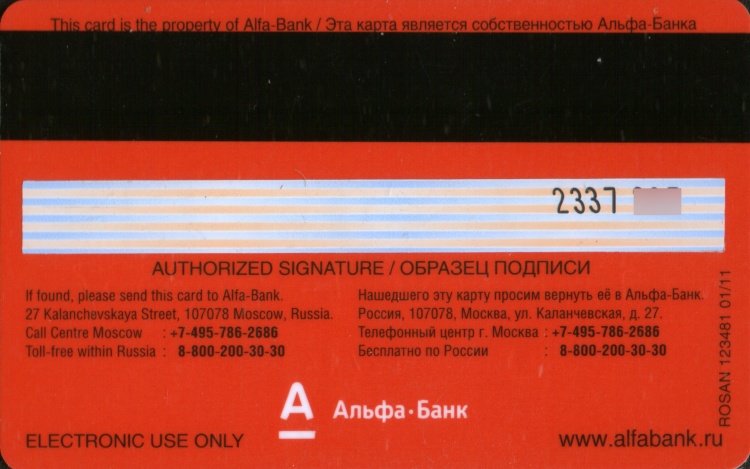 This card is the property of Alfa-Bank / Эта карта является собственностью Альфа-Банка
2337
AUTHORIZED SIGNATURE / ОБРАЗЕЦ ПОДПИСИ
If found, please send this card to Alfa-Bank.
27 Kalanchevskaya Street, 107078 Moscow, Russia.
Call Centre Moscow : +7-495-786-2686
Toll-free within Russia : 8-800-200-30-30
Нашедшего эту карту просим вернуть её в Альфа-Банк.
Россия, 107078, Москва, ул. Каланчевская, д. 27.
Телефонный центр г. Москва : +7-495-786-2686
Бесплатно по России : 8-800-200-30-30
ROSAN 123481 01/11
А Альфа·Банк
ELECTRONIC USE ONLY
www.alfabank.ru